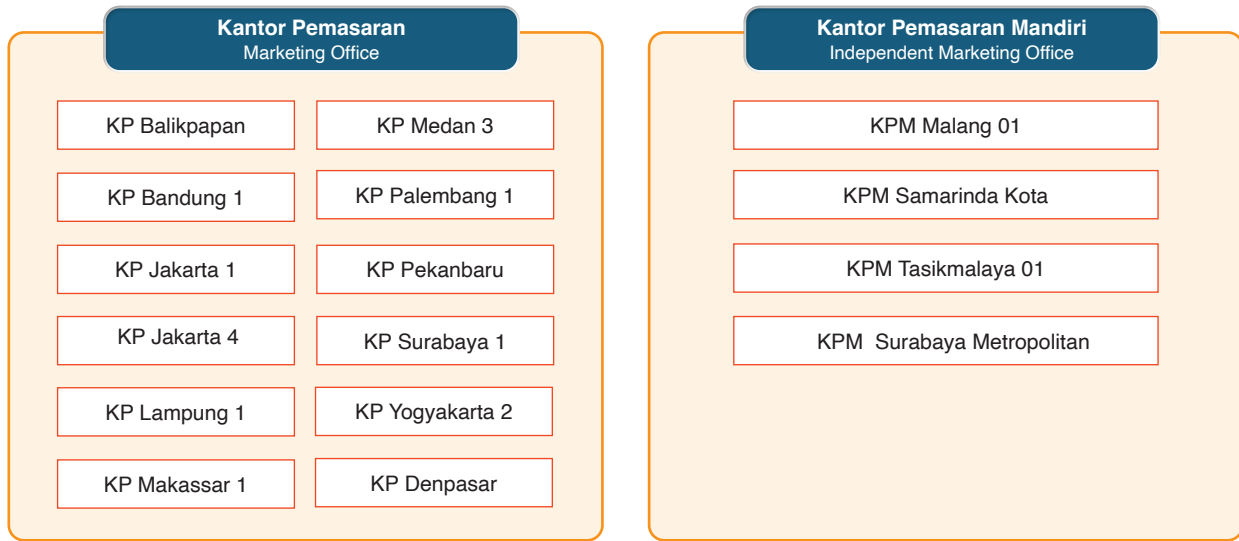 Kantor Pemasaran
Marketing Office
KP Balikpapan
KP Medan 3
KP Bandung 1
KP Palembang 1
KP Jakarta 1
KP Pekanbaru
KP Jakarta 4
KP Surabaya 1
KP Lampung 1
KP Yogyakarta 2
KP Makassar 1
KP Denpasar
Kantor Pemasaran Mandiri
Independent Marketing Office
KPM Malang 01
KPM Samarinda Kota
KPM Tasikmalaya 01
KPM Surabaya Metropolitan